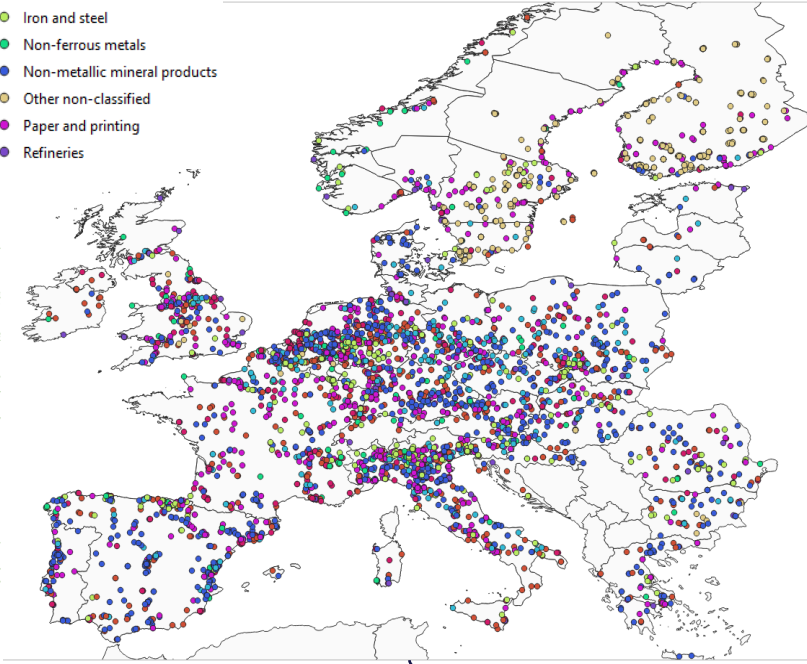 Iron and steel
Non-ferrous metals
Non-metallic mineral products
Other non-classified
Paper and printing
Refineries